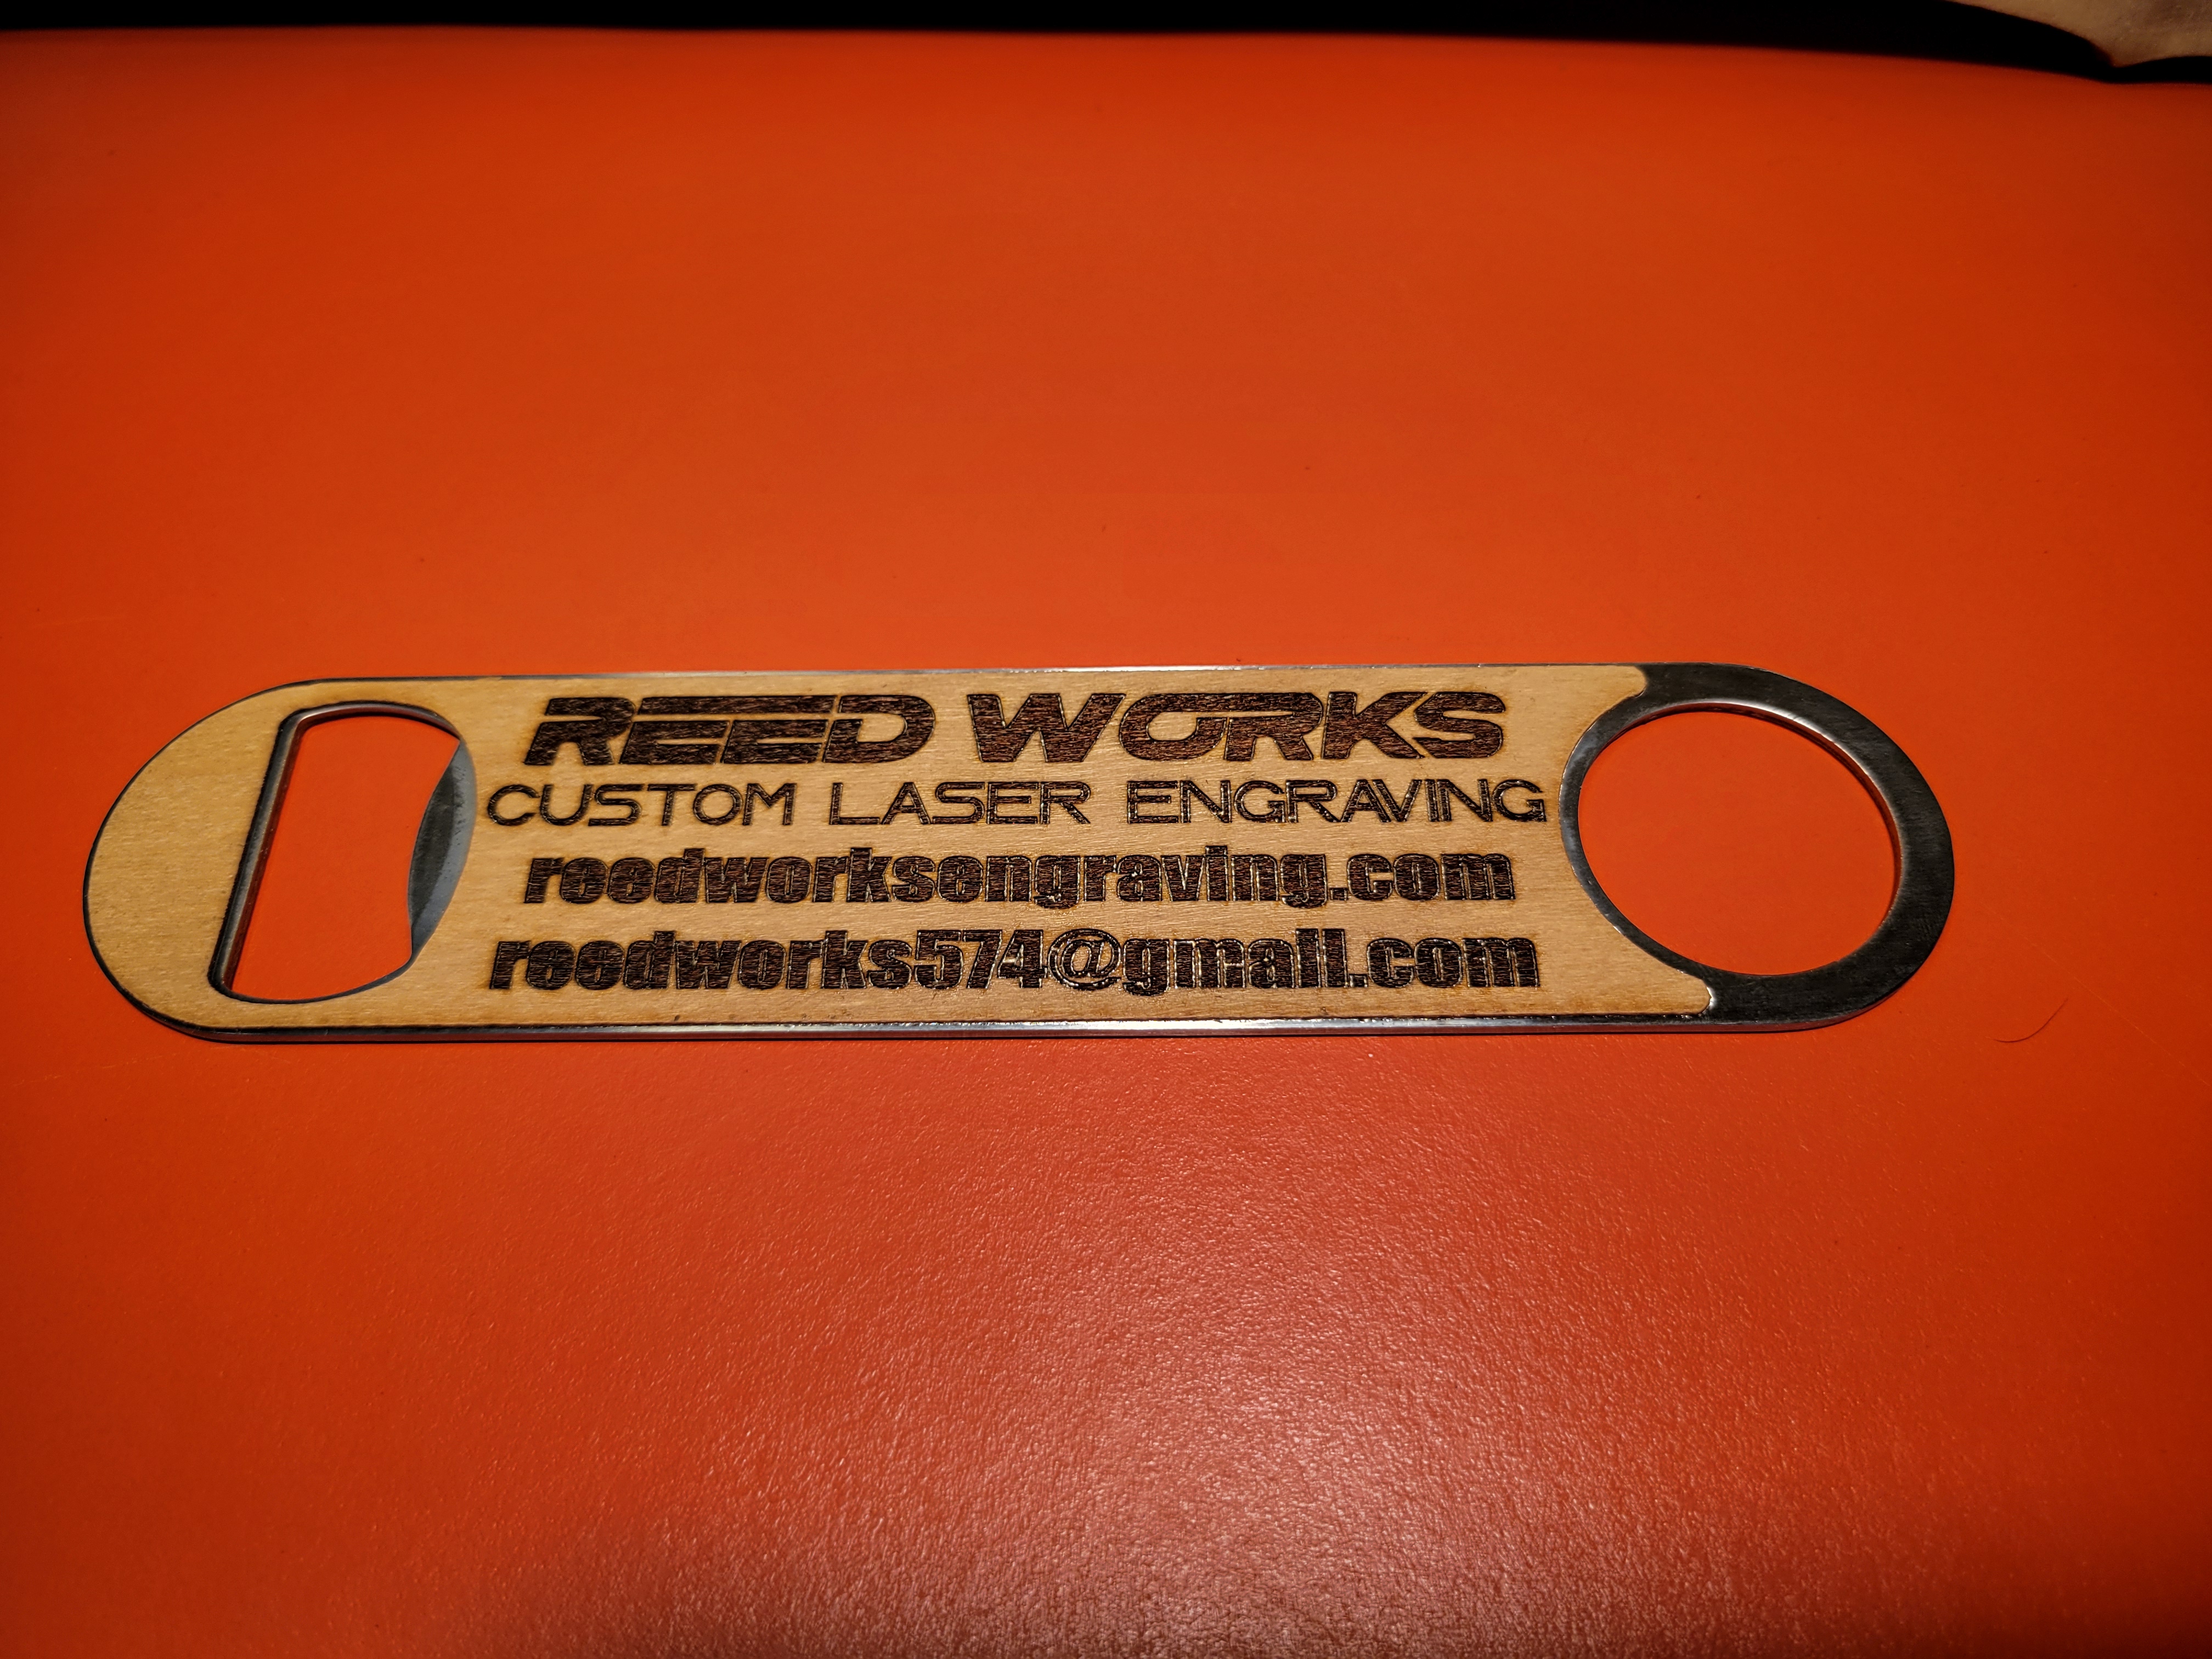 REED WORKS
CUSTOM LASER ENGRAVING
reedworksengraving.com
reedworks574@gmail.com